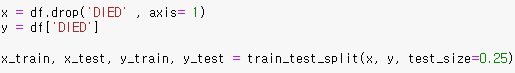 x = df.drop('DIED' , axis= 1)
y = df['DIED']
x_train, x_test, y_train, y_test = train_test_split(x, y, test_size=0.25)